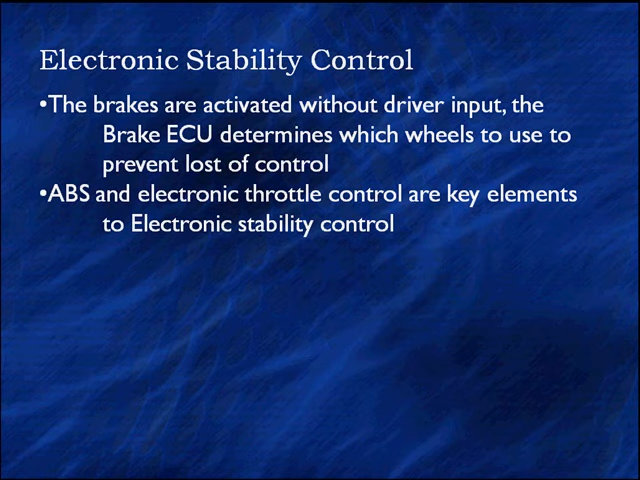 Electronic Stability Control
•The brakes are activated without driver input, the
Brake ECU determines which wheels to use to
prevent lost of control
•ABS and electronic throttle control are key elements
to Electronic stability control